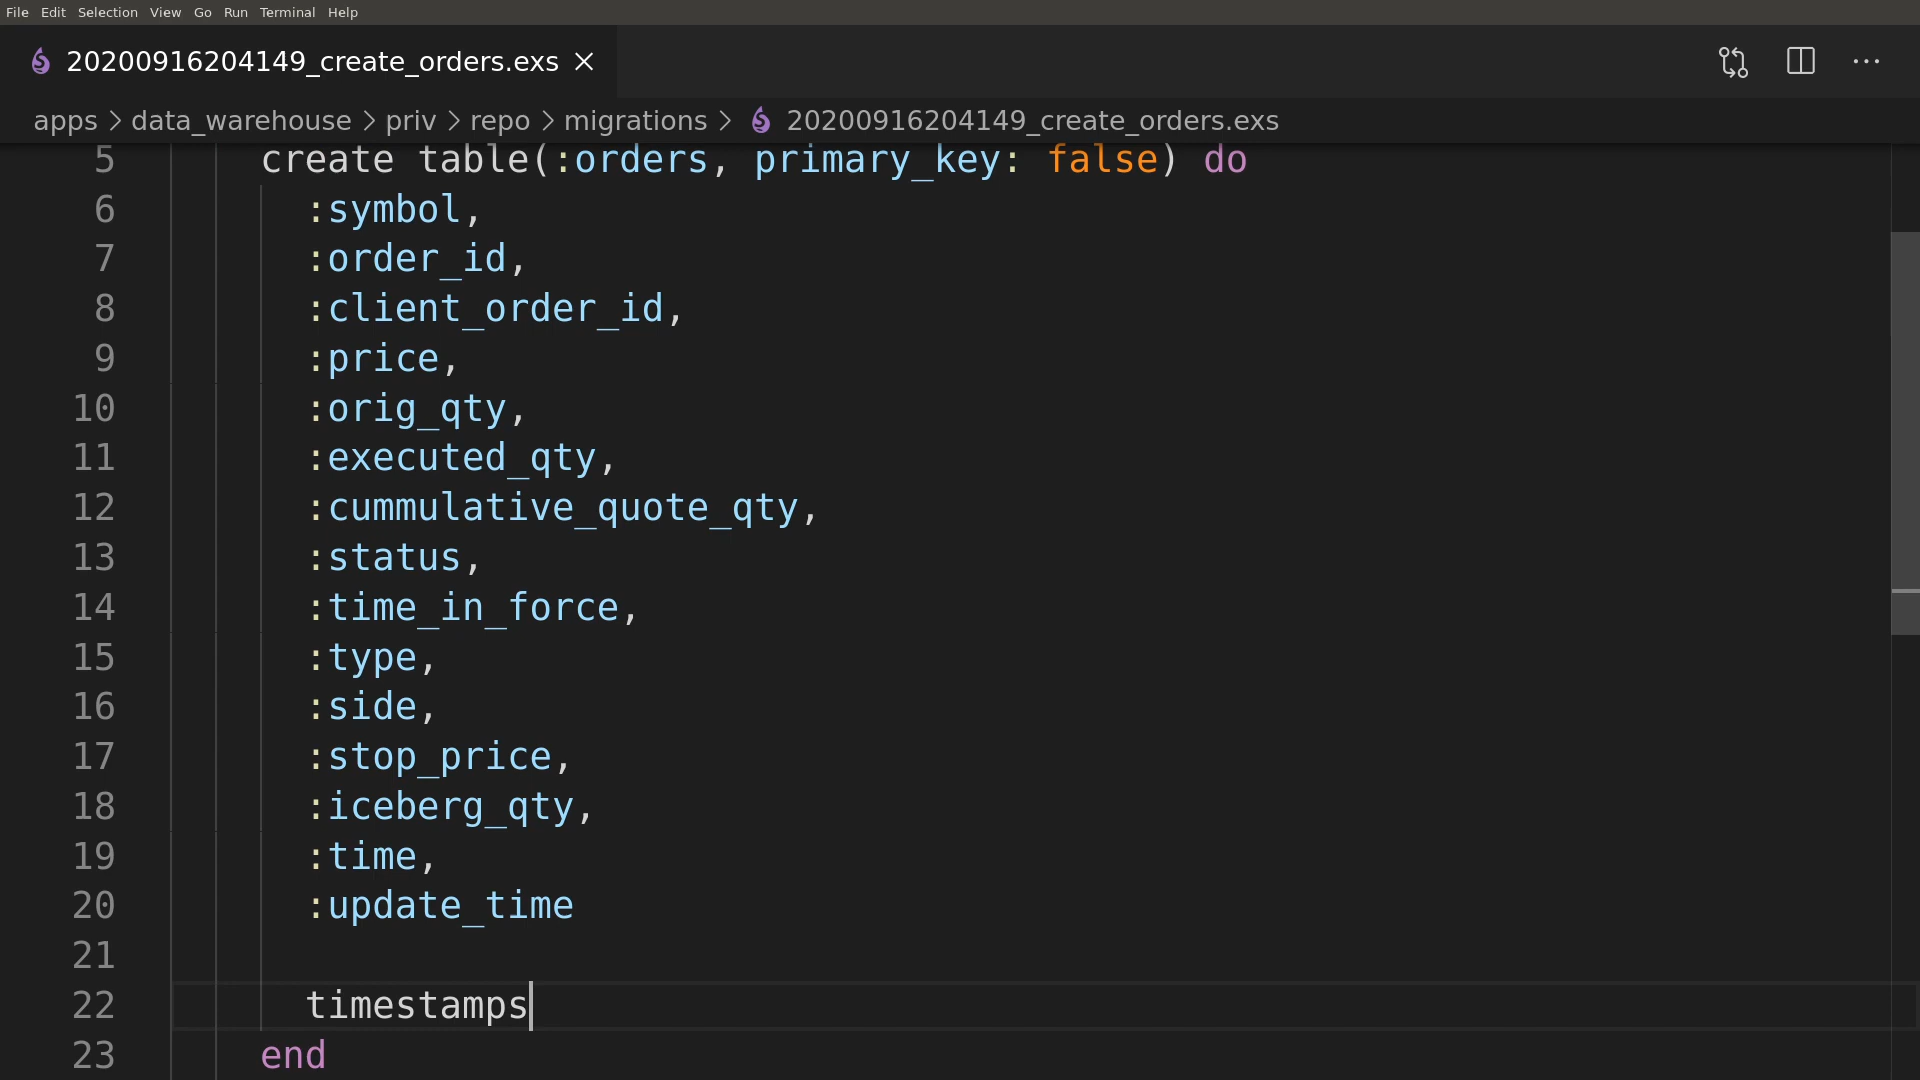 File Edit Selection View Go Run Terminal Help
20200916204149_create_orders.exs
apps > data_warehouse > priv > repo > migrations > 20200916204149_create_orders.exs
5 create table(:orders, primary_key: false) do
6 :symbol,
7 :order_id,
8 :client_order_id,
9 :price,
10 :orig_qty,
11 :executed_qty,
12 :cummulative_quote_qty,
13 :status,
14 :time_in_force,
15 :type,
16 :side,
17 :stop_price,
18 :iceberg_qty,
19 :time,
20 :update_time
21
22 timestamps
23 end